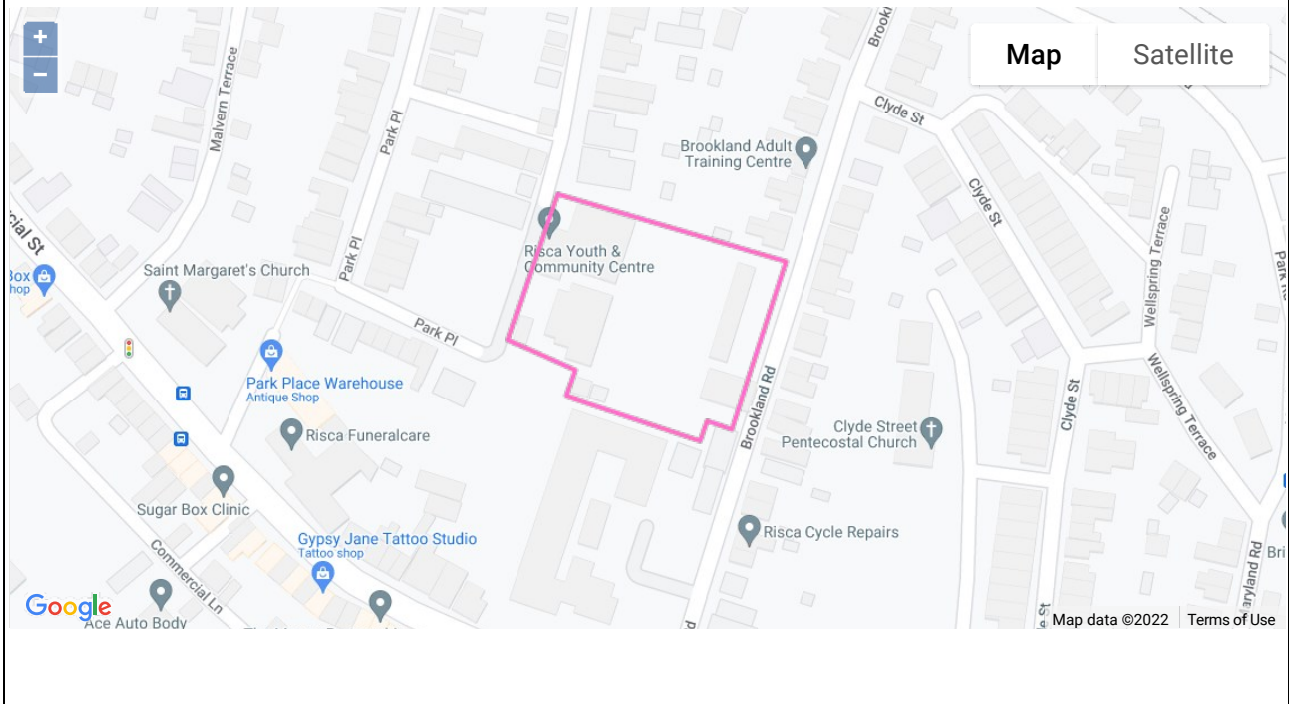 +
−
Map
Satellite
Malvern Terrace
Park Pl
Clyde St
Brookland Adult
Training Centre
Clyde St
cial St
Box
hop
Saint Margaret's Church
Park Pl
Risca Youth &
Community Centre
Park Pl
Wellspring Terrace
Park Place Warehouse
Antique Shop
Risca Funeralcare
Brookland Rd
Clyde Street
Pentecostal Church
Clyde St
Wellspring Terrace
Sugar Box Clinic
Gypsy Jane Tattoo Studio
Tattoo shop
Risca Cycle Repairs
Commercial Ln
Bri
aryland Rd
Google
Ace Auto Body
Map data ©2022
Terms of Use